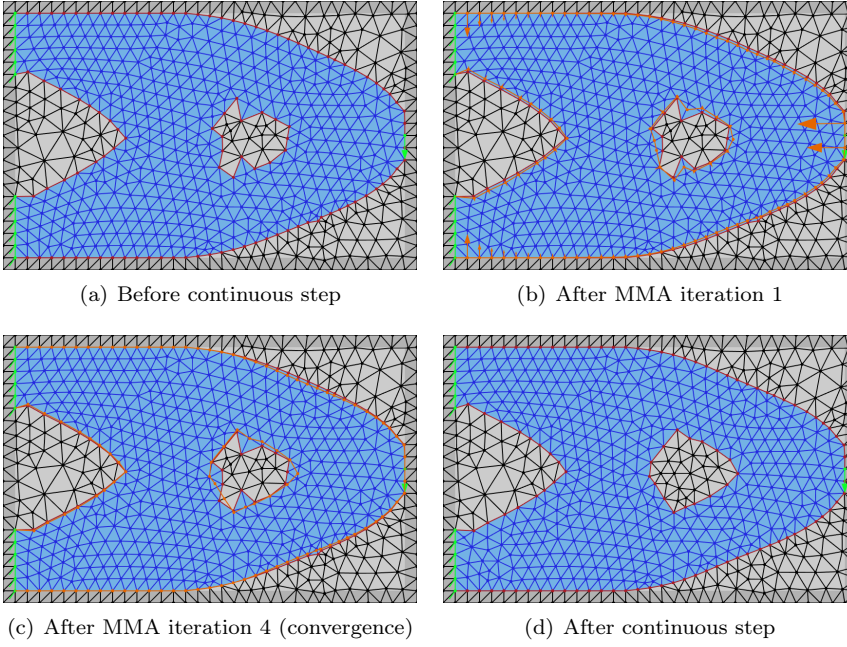 (a) Before continuous step
(b) After MMA iteration 1
(c) After MMA iteration 4 (convergence)
(d) After continuous step